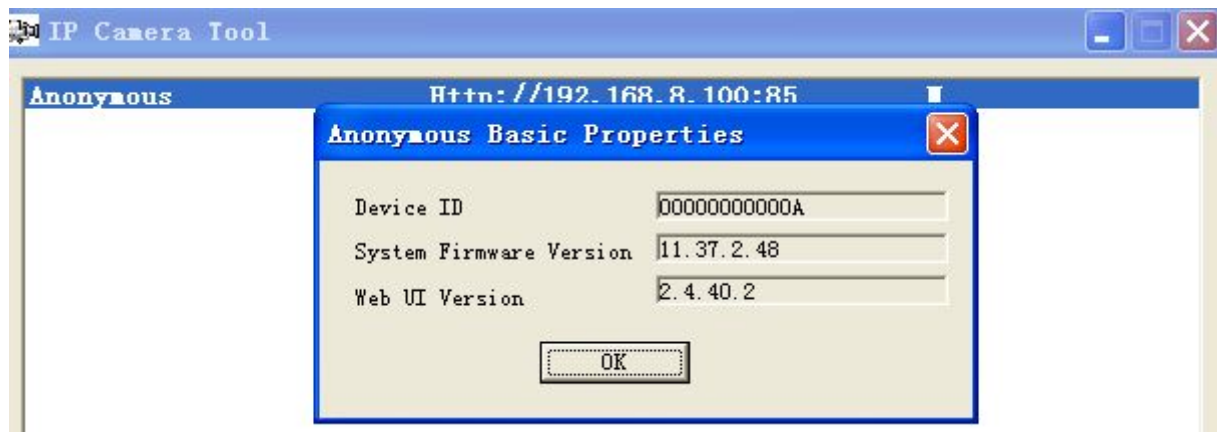 IP Camera Tool
Anonymous Http://192.168.8.100:85
Anonymous Basic Properties
Device ID 00000000000A
System Firmware Version 11.37.2.48
Web UI Version 2.4.40.2
OK